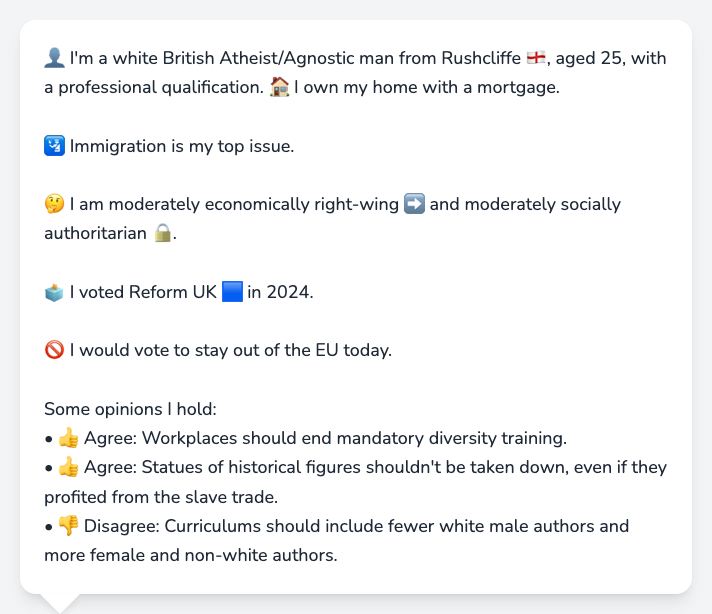 👤 I'm a white British Atheist/Agnostic man from Rushcliffe 🏴󠁧󠁢󠁥󠁮󠁧󠁿, aged 25, with
a professional qualification. 🏠 I own my home with a mortgage.
🛂 Immigration is my top issue.
🤔 I am moderately economically right-wing ➡️ and moderately socially
authoritarian 🔒.
🗳️ I voted Reform UK 🟦 in 2024.
🚫 I would vote to stay out of the EU today.
Some opinions I hold:
• 👍 Agree: Workplaces should end mandatory diversity training.
• 👍 Agree: Statues of historical figures shouldn't be taken down, even if they
profited from the slave trade.
• 👎 Disagree: Curriculums should include fewer white male authors and
more female and non-white authors.